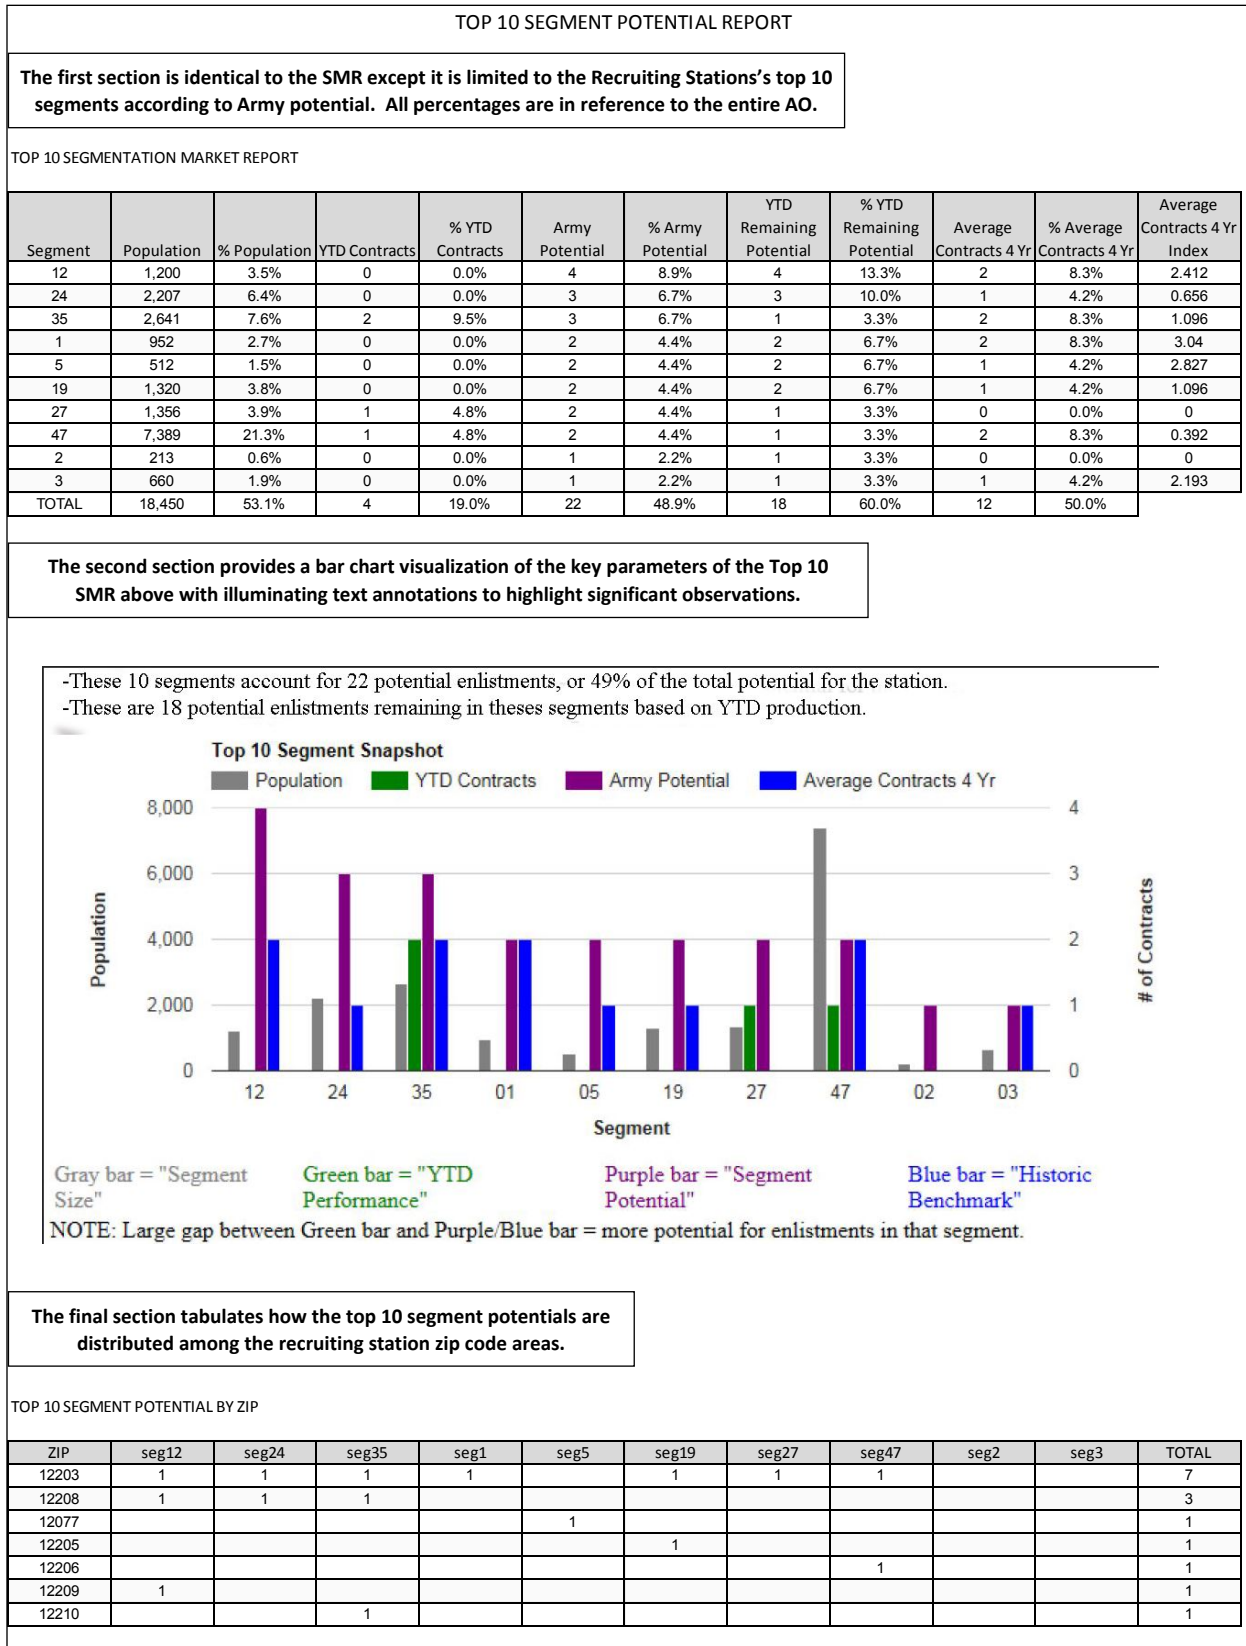 TOP 10 SEGMENT POTENTIAL REPORT
The first section is identical to the SMR except it is limited to the Recruiting Stations's top 10
segments according to Army potential. All percentages are in reference to the entire AO.
TOP 10 SEGMENTATION MARKET REPORT
Segment Population % Population YTD Contracts % YTD Contracts Army Potential % Army Potential YTD Remaining Potential % YTD Remaining Potential Average Contracts 4 Yr % Average Contracts 4 Yr Average Contracts 4 Yr Index
12 1,200 3.5% 0 0.0% 4 8.9% 4 13.3% 2 8.3% 2.412
24 2,207 6.4% 0 0.0% 3 6.7% 3 10.0% 1 4.2% 0.656
35 2,641 7.6% 2 9.5% 3 6.7% 1 3.3% 2 8.3% 1.096
1 952 2.7% 0 0.0% 2 4.4% 2 6.7% 2 8.3% 3.04
5 512 1.5% 0 0.0% 2 4.4% 2 6.7% 1 4.2% 2.827
19 1,320 3.8% 0 0.0% 2 4.4% 2 6.7% 1 4.2% 1.096
27 1,356 3.9% 1 4.8% 2 4.4% 1 3.3% 0 0.0% 0
47 7,389 21.3% 1 4.8% 2 4.4% 1 3.3% 2 8.3% 0.392
2 213 0.6% 0 0.0% 1 2.2% 1 3.3% 0 0.0% 0
3 660 1.9% 0 0.0% 1 2.2% 1 3.3% 1 4.2% 2.193
TOTAL 18,450 53.1% 4 19.0% 22 48.9% 18 60.0% 12 50.0%
The second section provides a bar chart visualization of the key parameters of the Top 10
SMR above with illuminating text annotations to highlight significant observations.
-These 10 segments account for 22 potential enlistments, or 49% of the total potential for the station.
-These are 18 potential enlistments remaining in theses segments based on YTD production.
Top 10 Segment Snapshot
Population YTD Contracts Army Potential Average Contracts 4 Yr
8,000 4
6,000 3
4,000 2
2,000 1
0 0
Population
# of Contracts
12 24 35 01 05 19 27 47 02 03
Segment
Gray bar = "Segment Size" Green bar = "YTD Performance" Purple bar = "Segment Potential" Blue bar = "Historic Benchmark"
NOTE: Large gap between Green bar and Purple/Blue bar = more potential for enlistments in that segment.
The final section tabulates how the top 10 segment potentials are
distributed among the recruiting station zip code areas.
TOP 10 SEGMENT POTENTIAL BY ZIP
ZIP seg12 seg24 seg35 seg1 seg5 seg19 seg27 seg47 seg2 seg3 TOTAL
12203 1 1 1 1 1 1 1 7
12208 1 1 1 3
12077 1 1
12205 1 1
12206 1 1
12209 1 1
12210 1 1